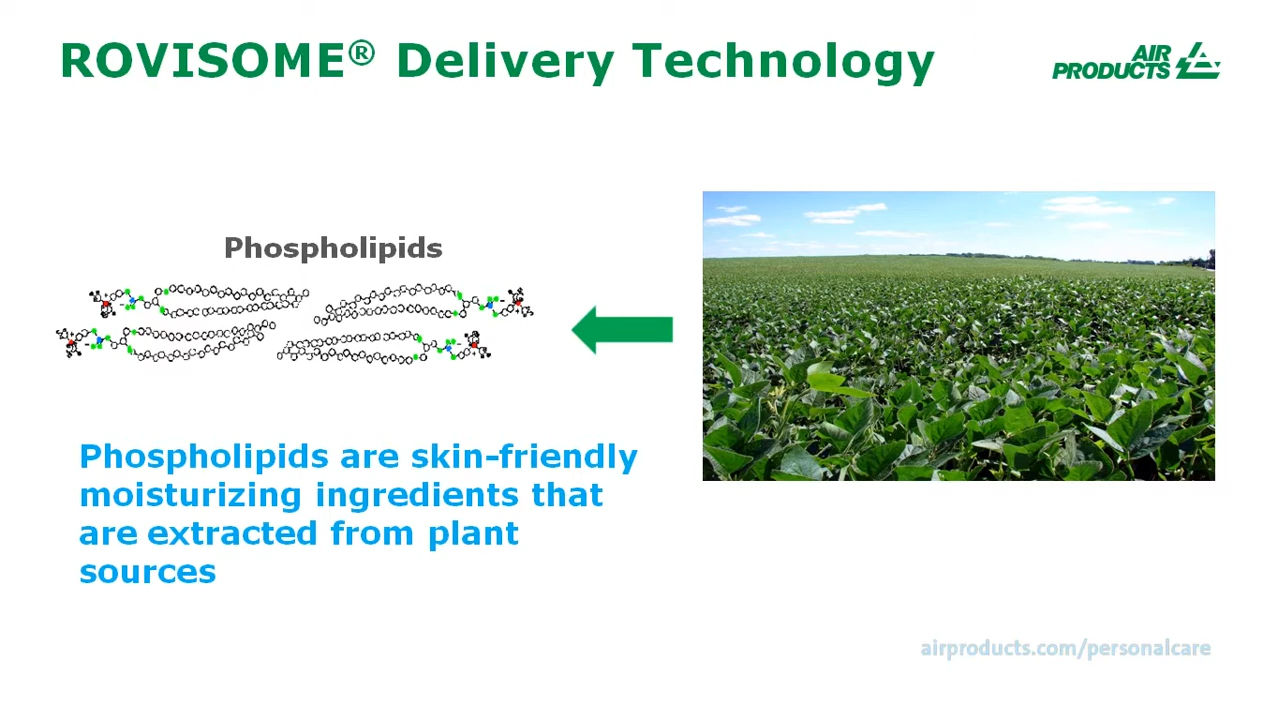 ROVISOME® Delivery Technology
AIR
PRODUCTS
Phospholipids
Phospholipids are skin-friendly
moisturizing ingredients that
are extracted from plant
sources
airproducts.com/personalcare